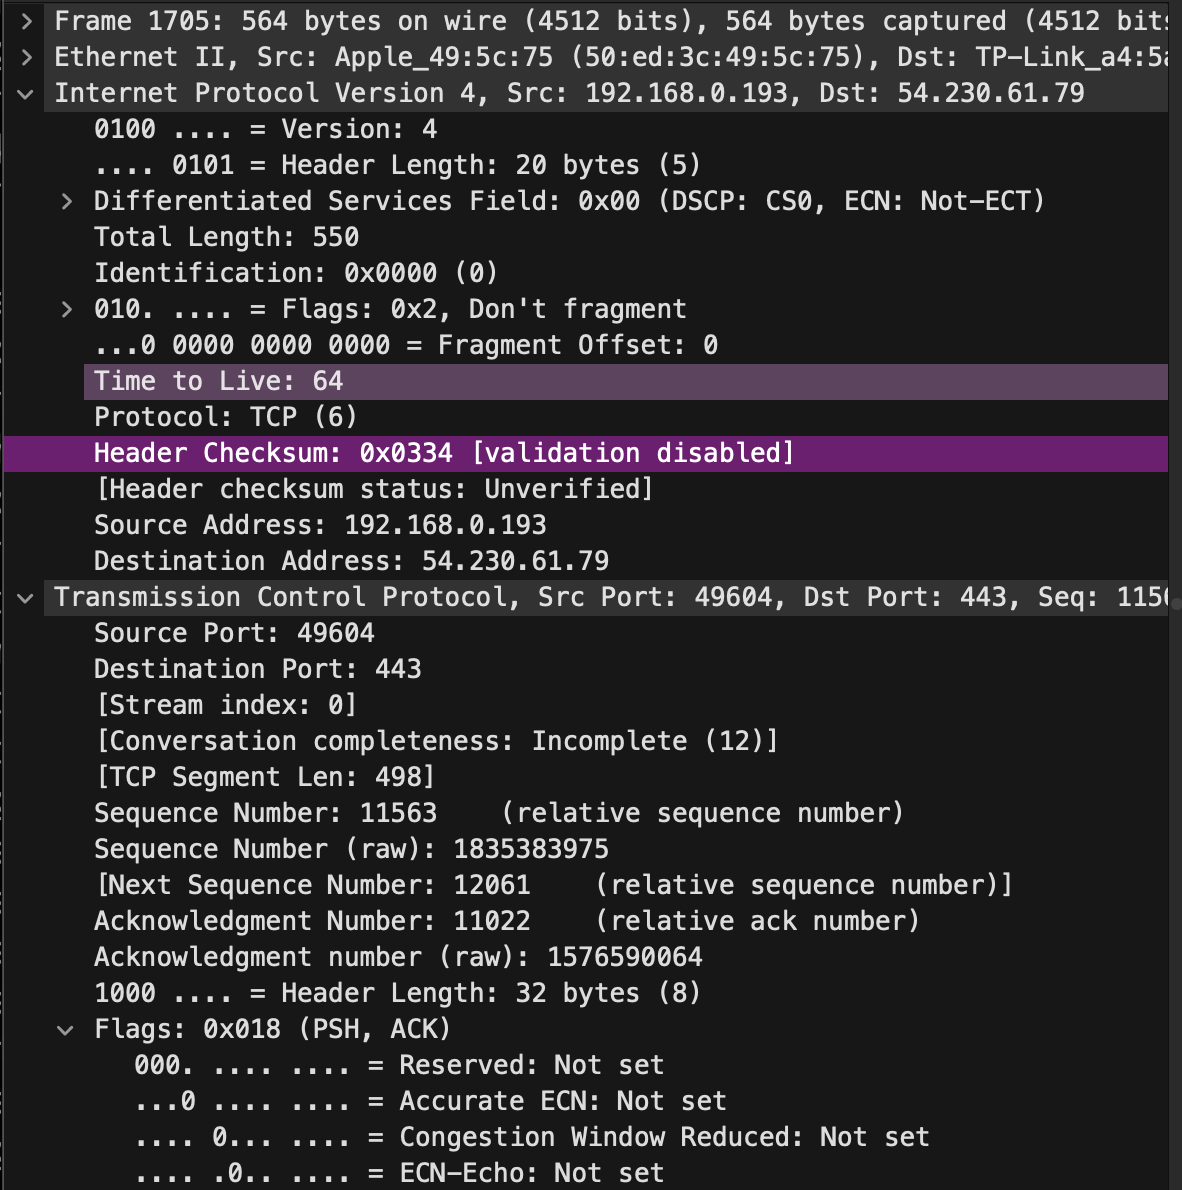 Frame 1705: 564 bytes on wire (4512 bits), 564 bytes captured (4512 bits
Ethernet II, Src: Apple_49:5c:75 (50:ed:3c:49:5c:75), Dst: TP-Link_a4:5a
Internet Protocol Version 4, Src: 192.168.0.193, Dst: 54.230.61.79
0100 .... = Version: 4
.... 0101 = Header Length: 20 bytes (5)
Differentiated Services Field: 0x00 (DSCP: CS0, ECN: Not-ECT)
Total Length: 550
Identification: 0x0000 (0)
010. .... = Flags: 0x2, Don't fragment
...0 0000 0000 0000 = Fragment Offset: 0
Time to Live: 64
Protocol: TCP (6)
Header Checksum: 0x0334 [validation disabled]
[Header checksum status: Unverified]
Source Address: 192.168.0.193
Destination Address: 54.230.61.79
Transmission Control Protocol, Src Port: 49604, Dst Port: 443, Seq: 1156
Source Port: 49604
Destination Port: 443
[Stream index: 0]
[Conversation completeness: Incomplete (12)]
[TCP Segment Len: 498]
Sequence Number: 11563    (relative sequence number)
Sequence Number (raw): 1835383975
[Next Sequence Number: 12061    (relative sequence number)]
Acknowledgment Number: 11022    (relative ack number)
Acknowledgment number (raw): 1576590064
1000 .... = Header Length: 32 bytes (8)
Flags: 0x018 (PSH, ACK)
000. .... .... = Reserved: Not set
...0 .... .... = Accurate ECN: Not set
.... 0... .... = Congestion Window Reduced: Not set
.... .0.. .... = ECN-Echo: Not set